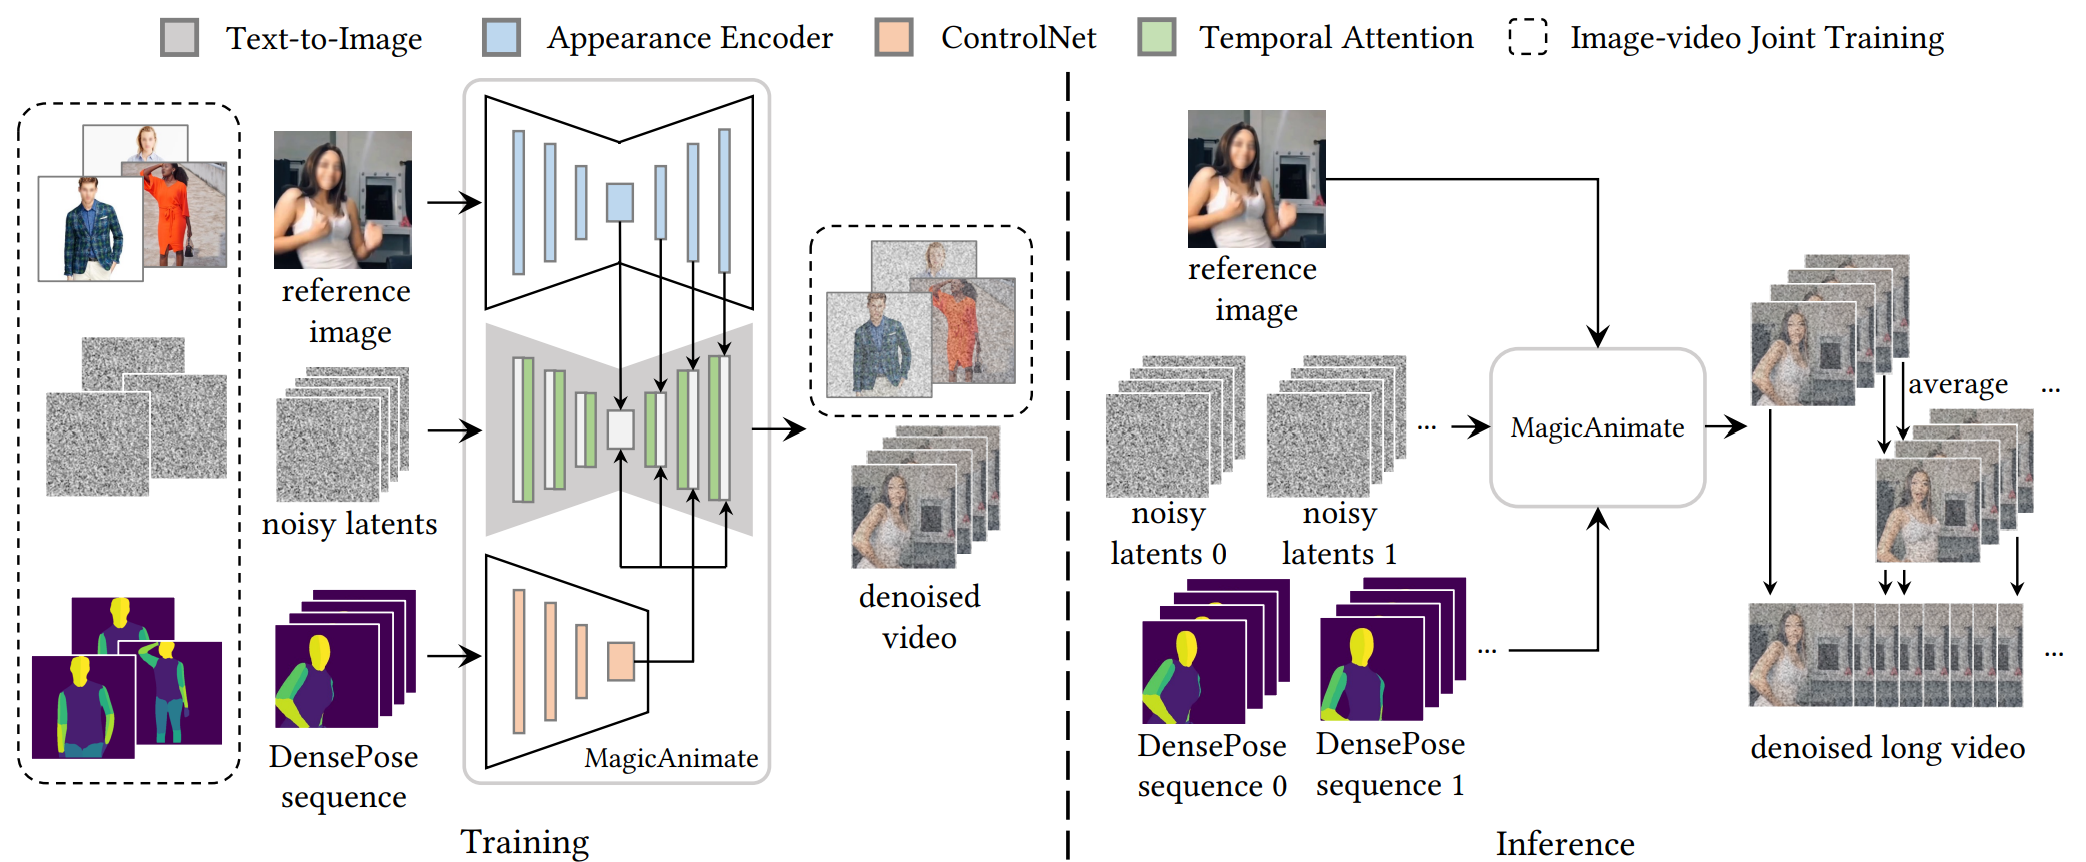 Text-to-Image
Appearance Encoder
ControlNet
Temporal Attention
Image-video Joint Training
reference
image
noisy latents
DensePose
sequence
MagicAnimate
denoised
video
Training
reference
image
noisy
latents 0
noisy
latents 1
...
DensePose
sequence 0
DensePose
sequence 1
...
MagicAnimate
average
...
...
denoised long video
Inference